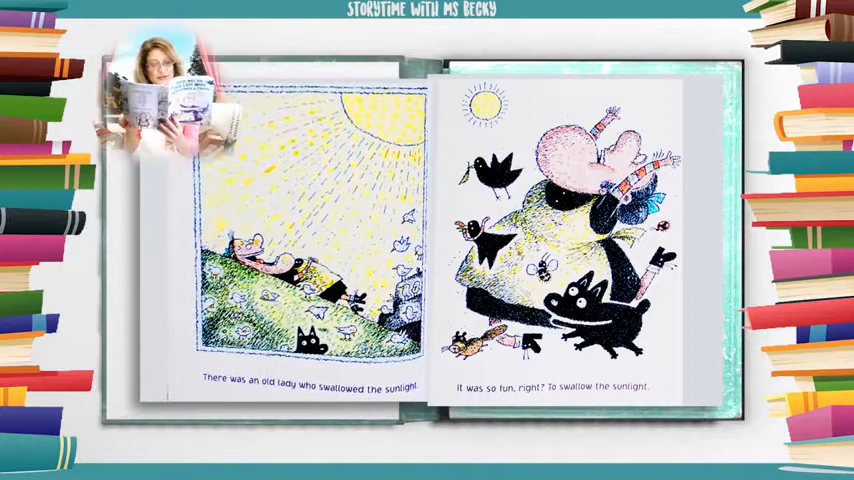 STORYTIME WITH MS BECKY
There was an old lady who swallowed the sunlight.
It was so fun, right? To swallow the sunlight.